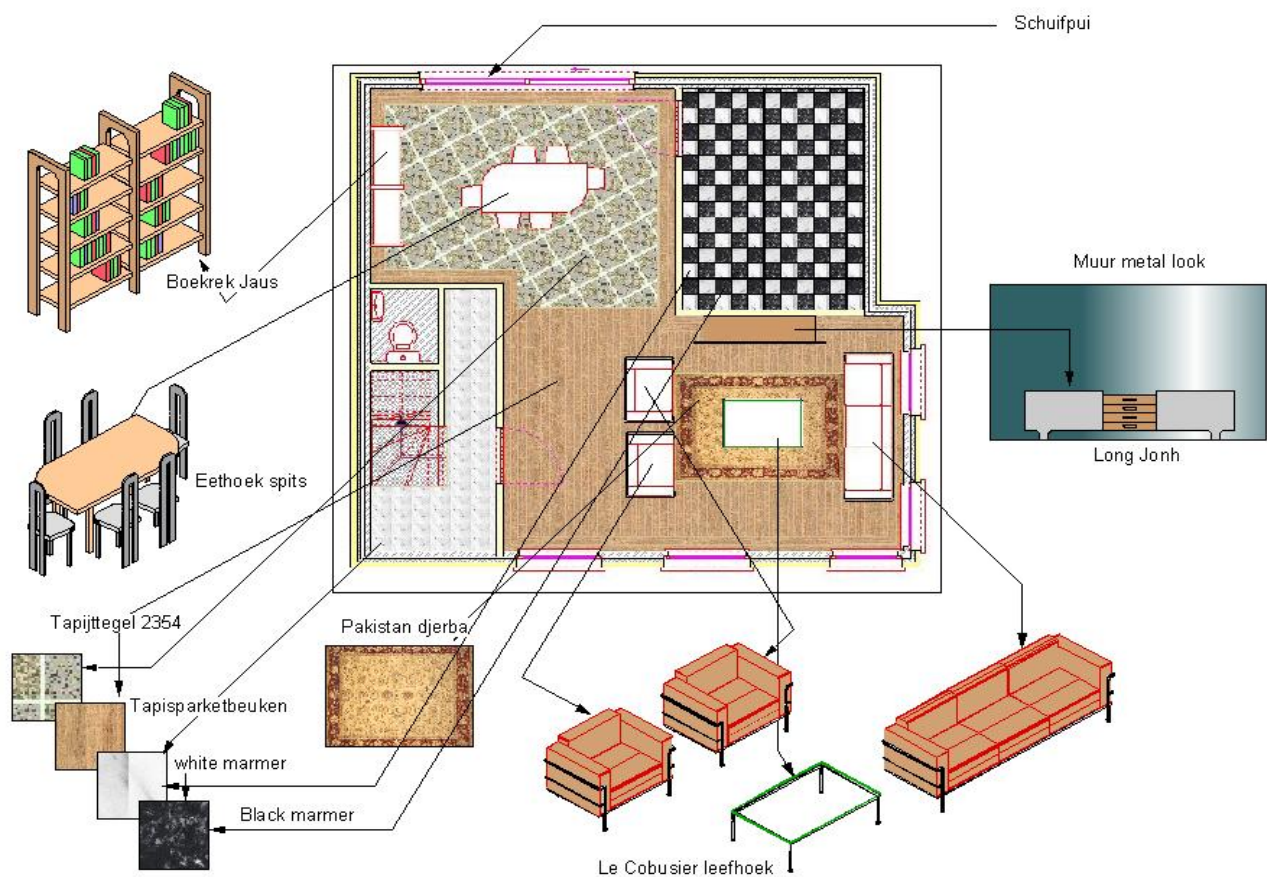 Schuifpui
Muur metal look
Boekrek Jaus
Long Jonh
Eethoek spits
Tapijttegel 2354
Pakistan djerba
Tapisparketbeuken
white marmer
Black marmer
Le Cobusier leefhoek